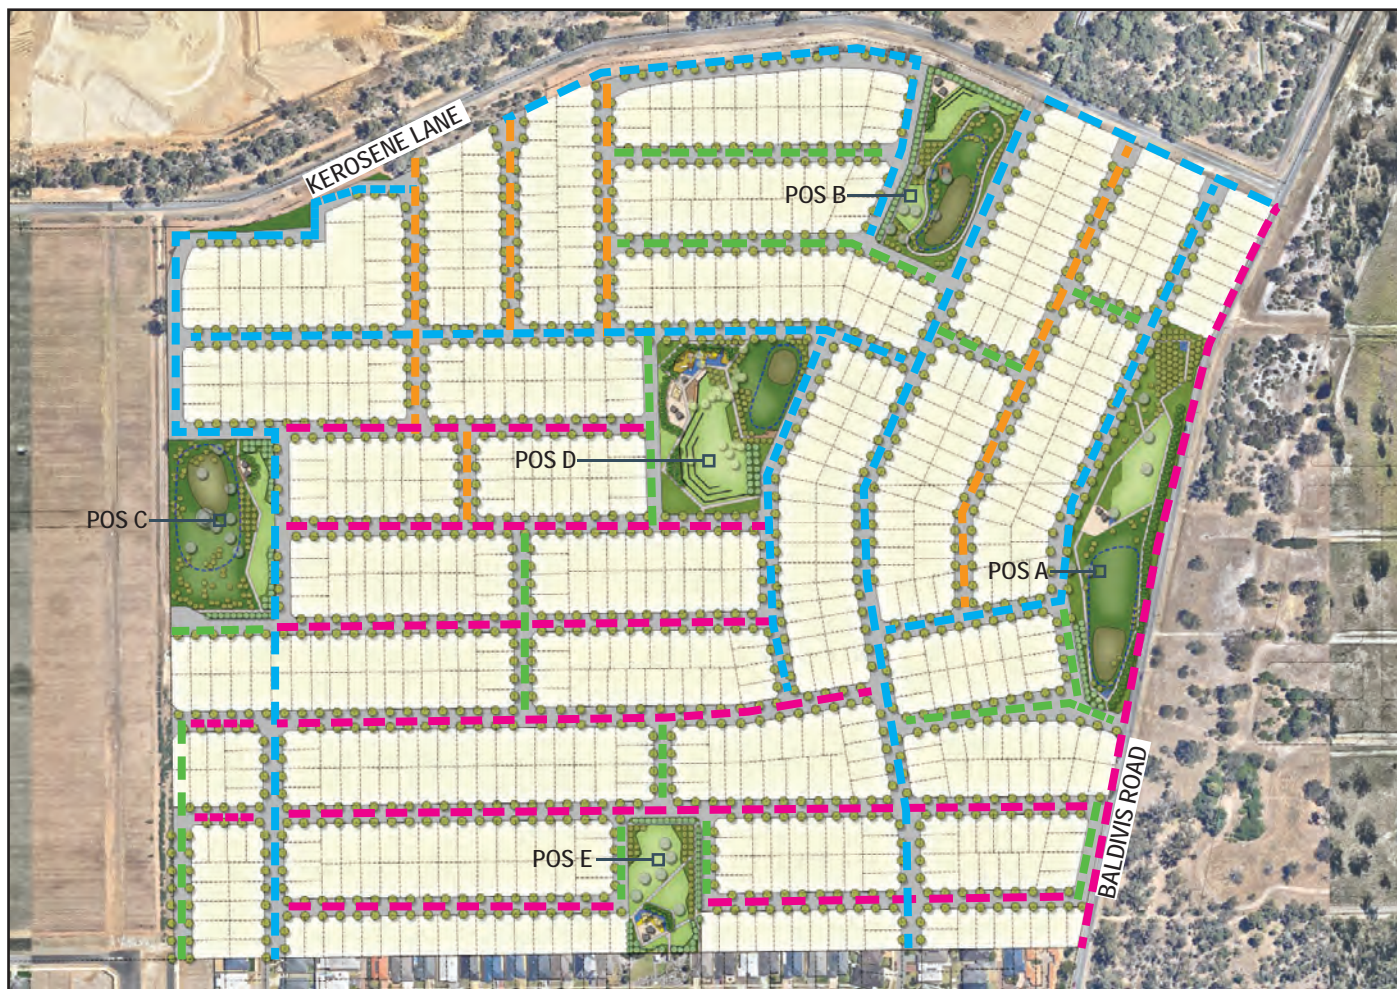 KEROSENE LANE
POS B
POS D
POS C
POS A
BALDIVIS ROAD
POS E